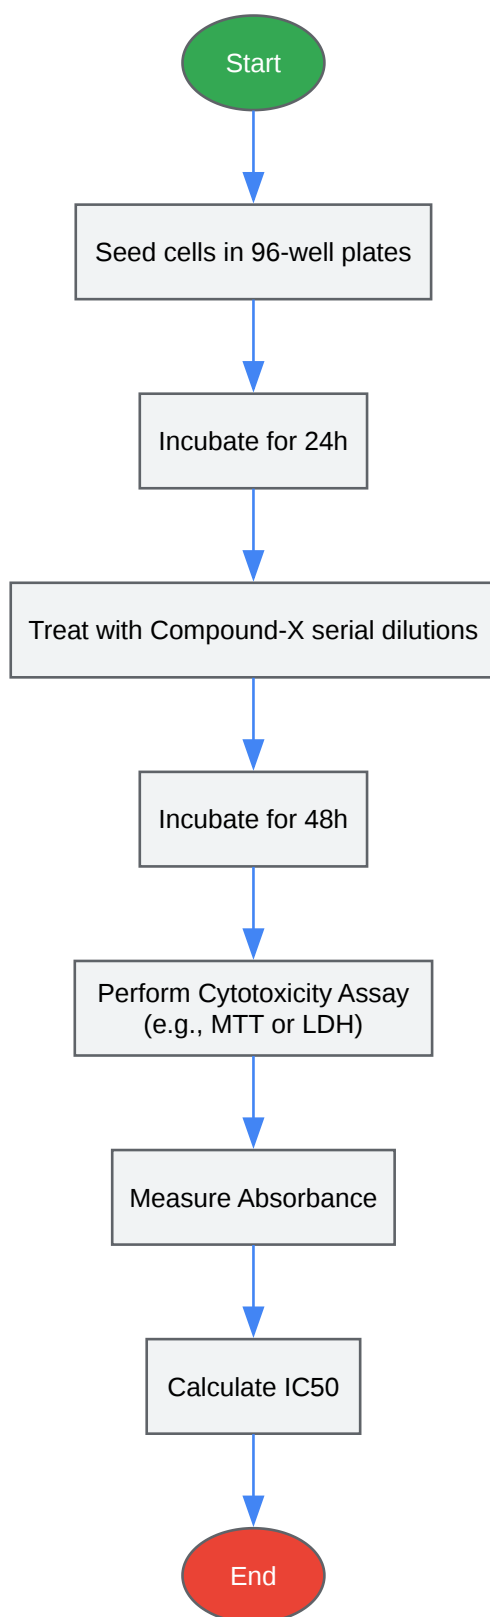 Start
Seed cells in 96-well plates
Incubate for 24h
Treat with Compound-X serial dilutions
Incubate for 48h
Perform Cytotoxicity Assay
(e.g., MTT or LDH)
Measure Absorbance
Calculate IC50
End